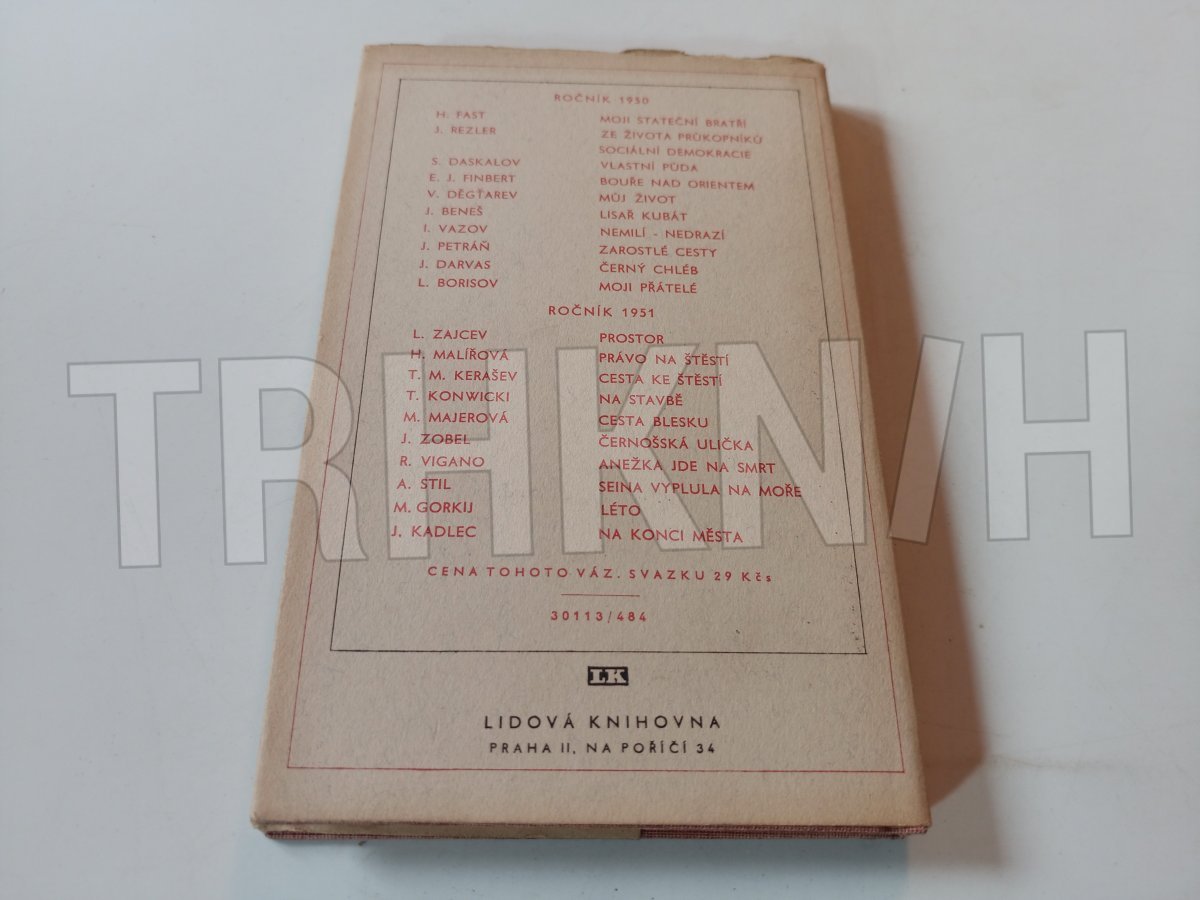 ROČNÍK 1950
H. FAST MOJI STATEČNÍ BRATŘÍ
J. REZLER ZE ŽIVOTA PRŮKOPNÍKŮ
SOCIÁLNÍ DEMOKRACIE
S. DASKALOV VLASTNÍ PŮDA
E. J. FINBERT BOUŘE NAD ORIENTEM
V. DĚGŤAREV MŮJ ŽIVOT
J. BENEŠ LISAŘ KUBÁT
I. VAZOV NEMILÍ - NEDRAZÍ
J. PETRÁŇ ZAROSTLÉ CESTY
J. DARVAS ČERNÝ CHLÉB
L. BORISOV MOJI PŘÁTELÉ
ROČNÍK 1951
L. ZAJCEV PROSTOR
H. MALÍŘOVÁ PRÁVO NA ŠTĚSTÍ
T. M. KERAŠEV CESTA KE ŠTĚSTÍ
T. KONWICKI NA STAVBĚ
M. MAJEROVÁ CESTA BLESKU
J. ZOBEL ČERNOŠSKÁ ULIČKA
R. VIGANO ANEŽKA JDE NA SMRT
A. STIL SEINA VYPLULA NA MOŘE
M. GORKIJ LÉTO
J. KADLEC NA KONCI MĚSTA
CENA TOHOTO VÁZ. SVAZKU 29 Kčs
30113/484
LK
LIDOVÁ KNIHOVNA
PRAHA II, NA POŘÍČÍ 34
TRHKNIH